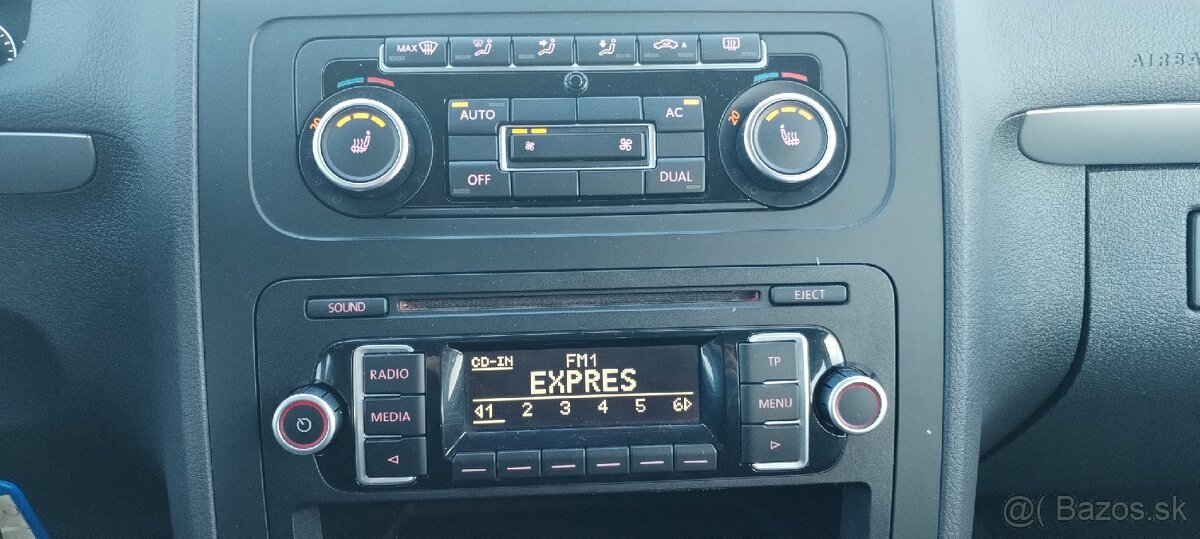 MAX
A
AIRBA
20
AUTO
AC
20
OFF
DUAL
SOUND
EJECT
CD-IN
FM1
EXPRES
1 2 3 4 5 6
RADIO
TP
MEDIA
MENU
@( Bazos.sk